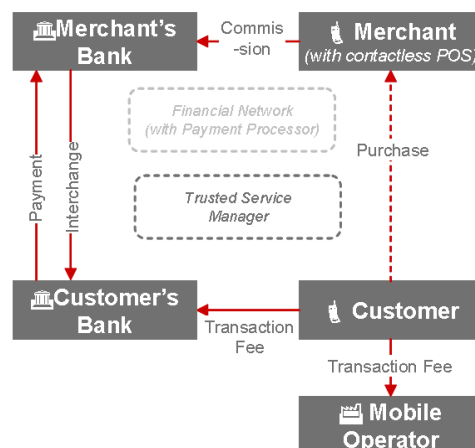 Merchant's
Bank
Commis
-sion
Merchant
(with contactless POS)
Financial Network
(with Payment Processor)
Payment
Interchange
Purchase
Trusted Service
Manager
Customer's
Bank
Transaction
Fee
Customer
Transaction Fee
Mobile
Operator